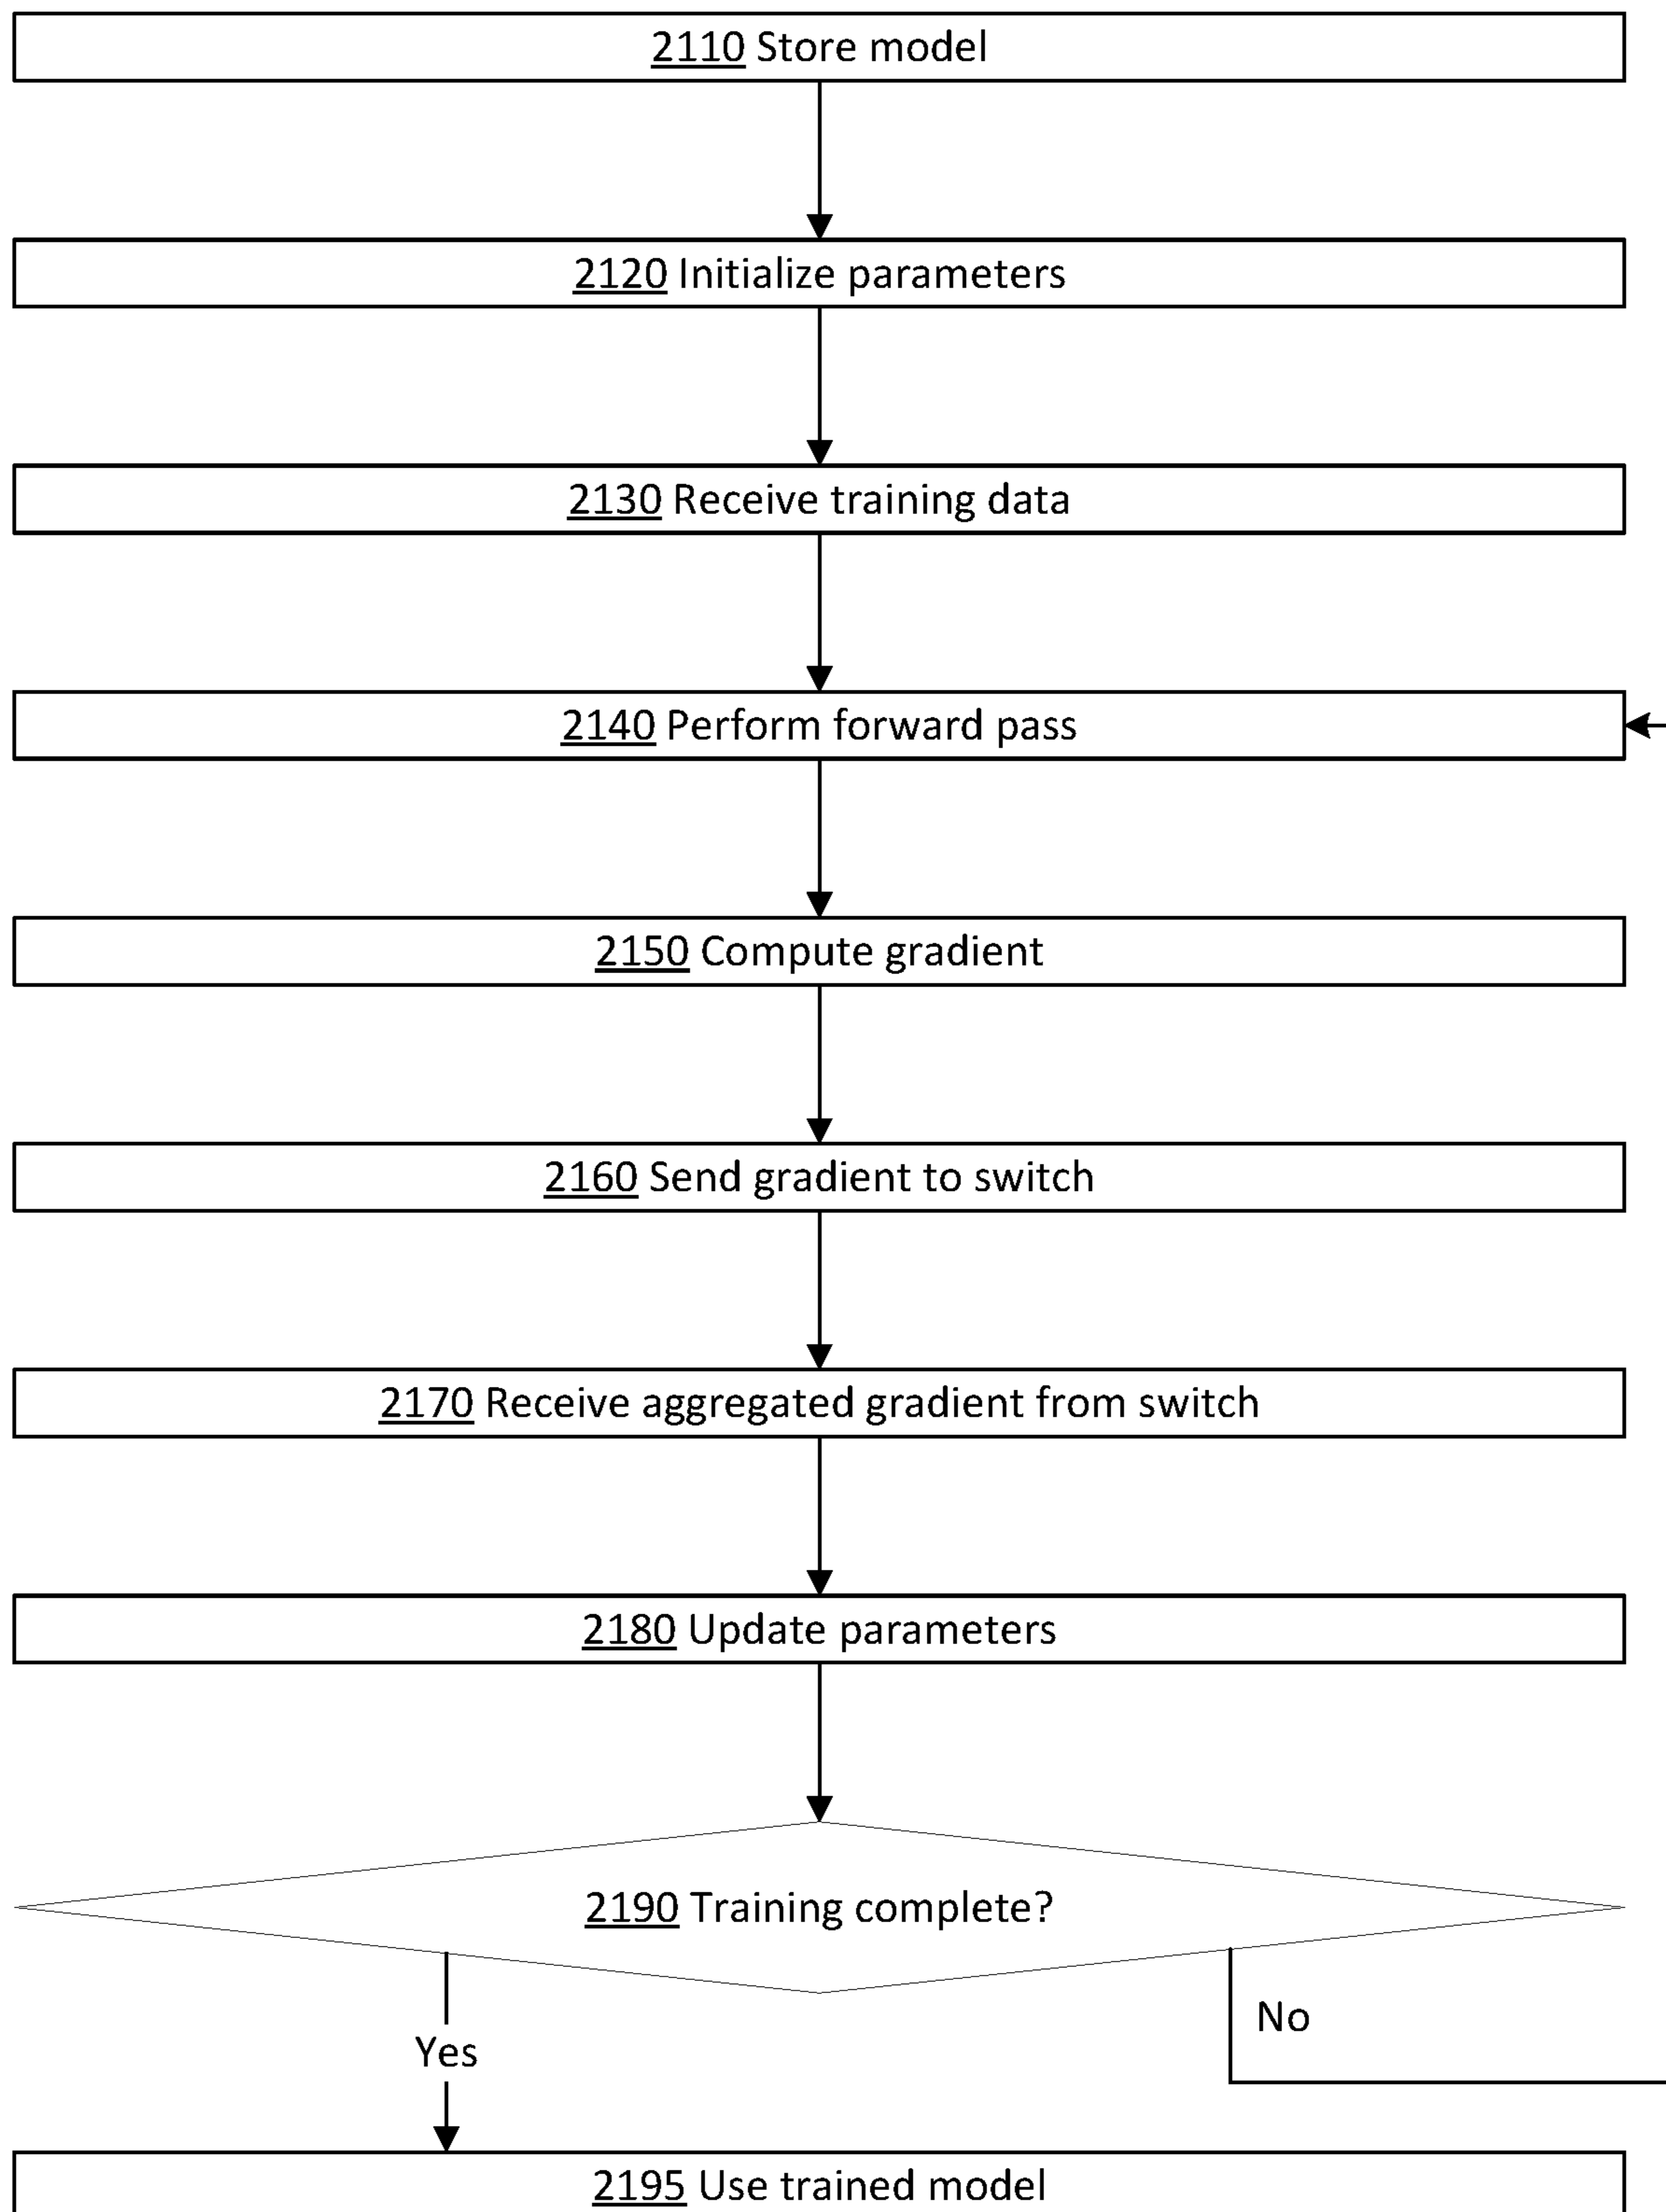 2110 Store model
2120 Initialize parameters
2130 Receive training data
2140 Perform forward pass
2150 Compute gradient
2160 Send gradient to switch
2170 Receive aggregated gradient from switch
2180 Update parameters
2190 Training complete?
No
Yes
2195 Use trained model